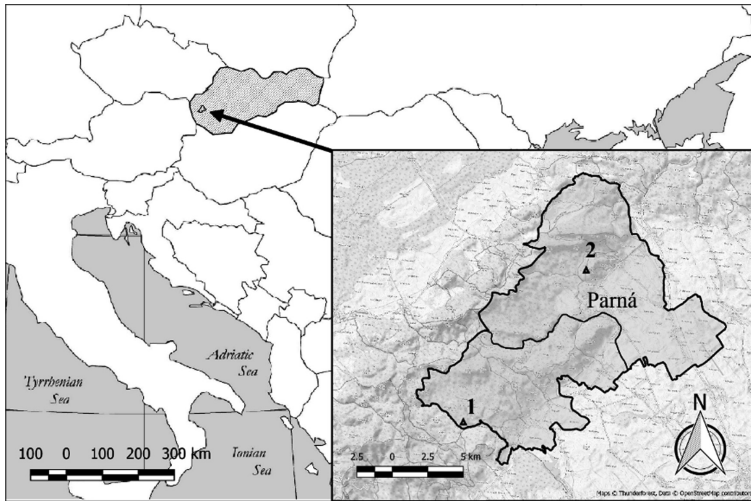 2
Parná
Adriatic
Sea
Tyrrhenian
Sea
1
N
Ionian
Sea
100 0 100 200 300 km
2.5 0 2.5 5 km
Maps © Thunderforest, Data © OpenStreetMap contributors